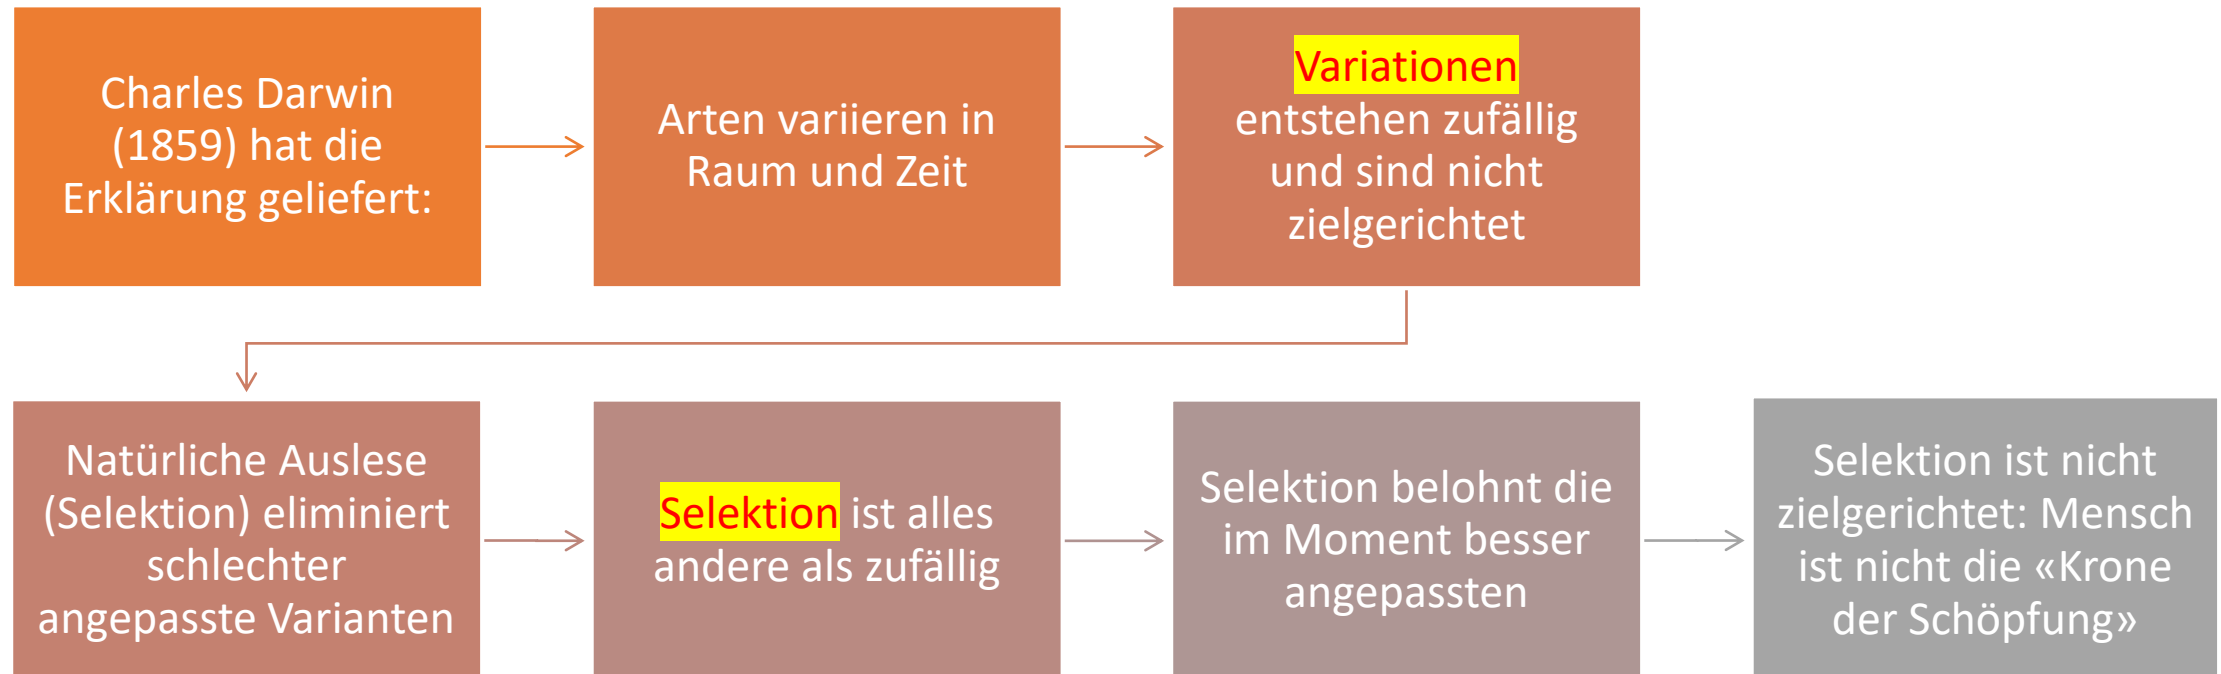 Charles Darwin
(1859) hat die
Erklärung geliefert:
Arten variieren in
Raum und Zeit
Variationen
entstehen zufällig
und sind nicht
zielgerichtet
Natürliche Auslese
(Selektion) eliminiert
schlechter
angepasste Varianten
Selektion ist alles
andere als zufällig
Selektion belohnt die
im Moment besser
angepassten
Selektion ist nicht
zielgerichtet: Mensch
ist nicht die «Krone
der Schöpfung»